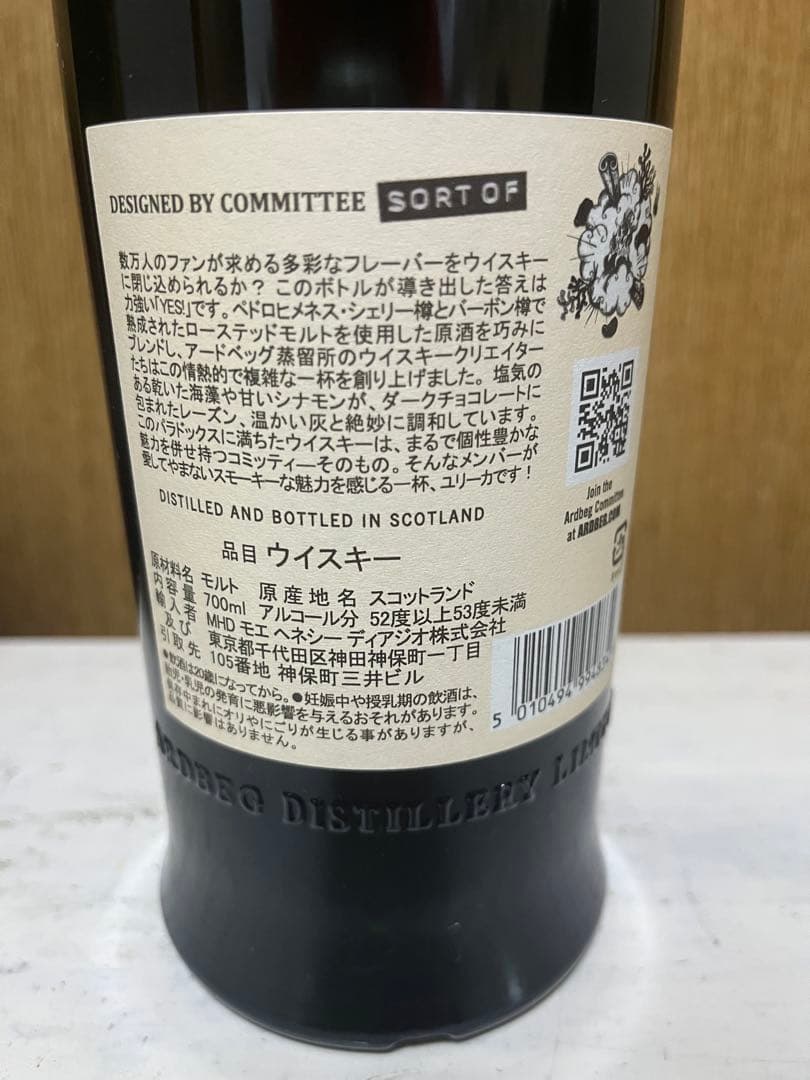 DESIGNED BY COMMITTEE SORT OF
数万人のファンが求める多彩なフレーバーをウイスキー
に閉じ込められるか？ このボトルが導き出した答えは
力強い「YES!」です。ペドロヒメネス・シェリー樽とバーボン樽で
熟成されたローステッドモルトを使用した原酒を巧みに
ブレンドし、アードベッグ蒸留所のウイスキークリエイター
たちはこの情熱的で複雑な一杯を創り上げました。塩気の
ある乾いた海藻や甘いシナモンが、ダークチョコレートに
包まれたレーズン、温かい灰と絶妙に調和しています。
このパラドックスに満ちたウイスキーは、まるで個性豊かな
魅力を併せ持つコミッティーそのもの。そんなメンバーが
愛してやまないスモーキーな魅力を感じる一杯、ユリーカです！
Join the
Ardbeg Committee
at ARDBEG.COM
DISTILLED AND BOTTLED IN SCOTLAND
品目 ウイスキー
原材料名 モルト 原産地名 スコットランド
内容量 700ml アルコール分 52度以上53度未満
輸入者 MHD モエ ヘネシー ディアジオ株式会社
及び 東京都千代田区神田神保町一丁目
引取先 105番地 神保町三井ビル
●飲酒は20歳になってから。●妊娠中や授乳期の飲酒は、
胎児・乳児の発育に悪影響を与えるおそれがあります。
保存中まれにオリやにごりが生じる事がありますが、
品質に影響はありません。
5 010494
ARDBEG DISTILLERY